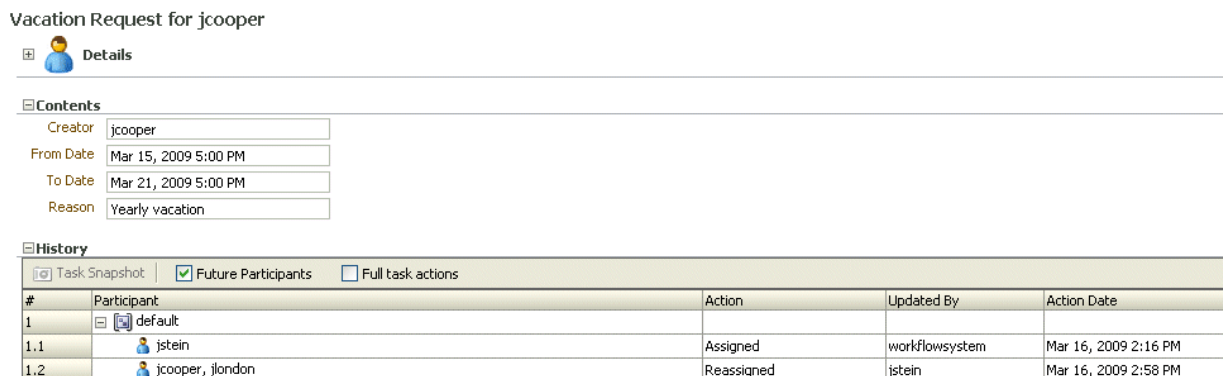 Vacation Request for jcooper
Details
Contents
Creator jcooper
From Date Mar 15, 2009 5:00 PM
To Date Mar 21, 2009 5:00 PM
Reason Yearly vacation
History
Task Snapshot Future Participants Full task actions
# Participant Action Updated By Action Date
1 default
1.1 jstein Assigned workflowsystem Mar 16, 2009 2:16 PM
1.2 jcooper, jlondon Reassigned jstein Mar 16, 2009 2:58 PM